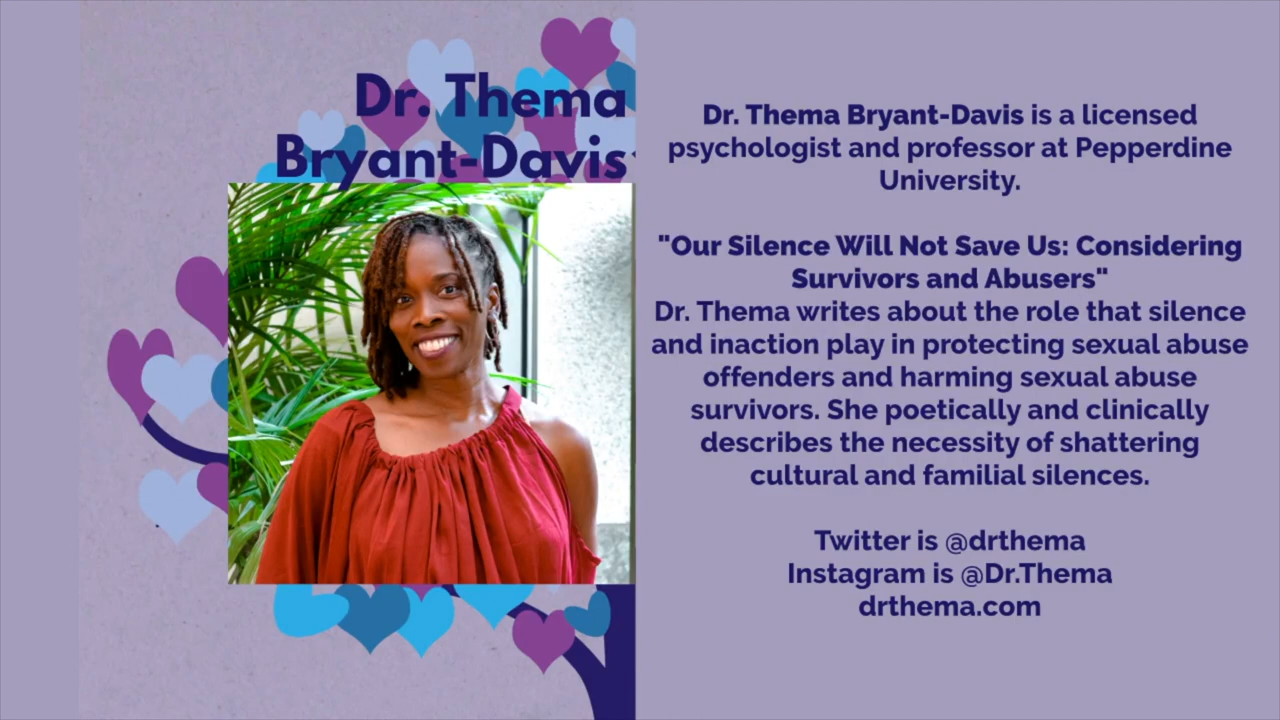 Dr. Thema
Bryant-Davis
Dr. Thema Bryant-Davis is a licensed
psychologist and professor at Pepperdine
University.
"Our Silence Will Not Save Us: Considering
Survivors and Abusers"
Dr. Thema writes about the role that silence
and inaction play in protecting sexual abuse
offenders and harming sexual abuse
survivors. She poetically and clinically
describes the necessity of shattering
cultural and familial silences.
Twitter is @drthema
Instagram is @Dr.Thema
drthema.com